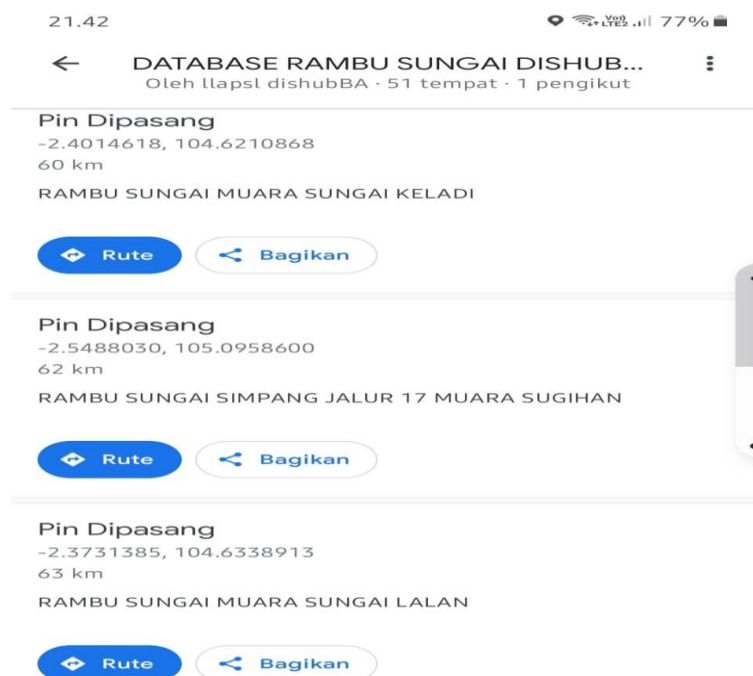 21.42
Vo)) LTE2 77%
DATABASE RAMBU SUNGAI DISHUB...
Oleh llapsl dishubBA · 51 tempat · 1 pengikut
Pin Dipasang
-2.4014618, 104.6210868
60 km
RAMBU SUNGAI MUARA SUNGAI KELADI
Rute Bagikan
Pin Dipasang
-2.5488030, 105.0958600
62 km
RAMBU SUNGAI SIMPANG JALUR 17 MUARA SUGIHAN
Rute Bagikan
Pin Dipasang
-2.3731385, 104.6338913
63 km
RAMBU SUNGAI MUARA SUNGAI LALAN
Rute Bagikan